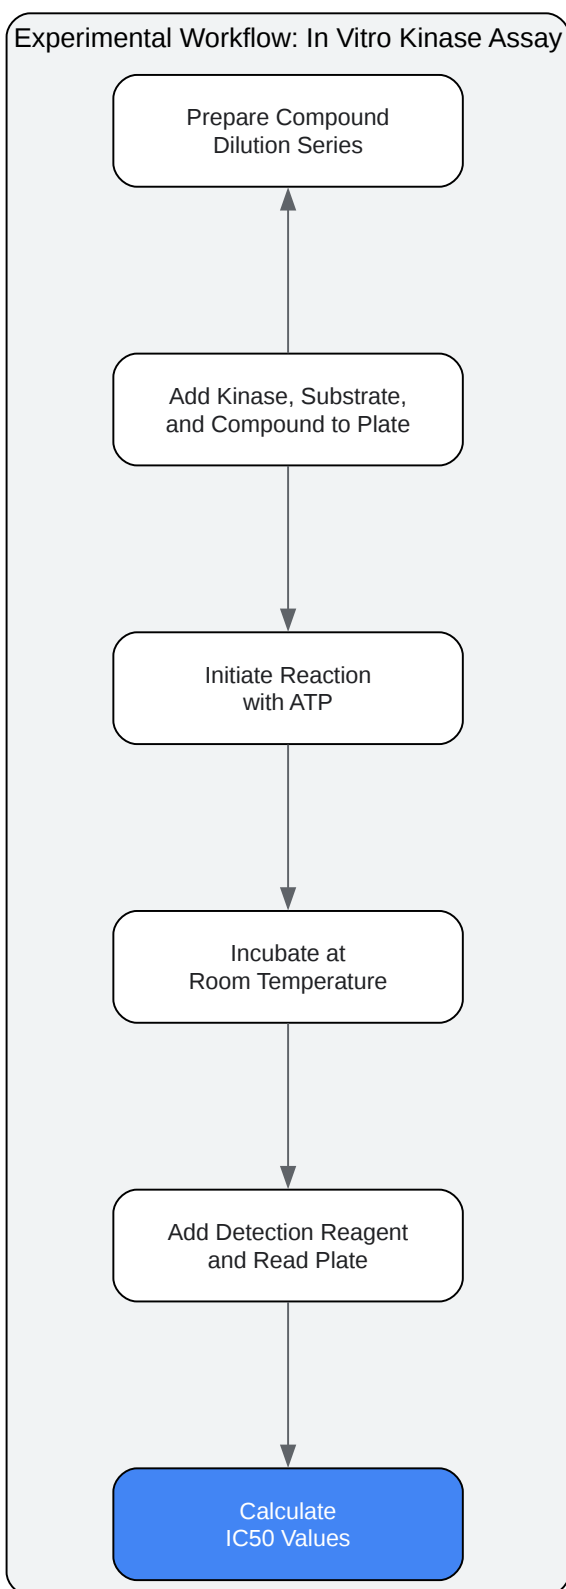 Experimental Workflow: In Vitro Kinase Assay
Prepare Compound
Dilution Series
Add Kinase, Substrate,
and Compound to Plate
Initiate Reaction
with ATP
Incubate at
Room Temperature
Add Detection Reagent
and Read Plate
Calculate
IC50 Values